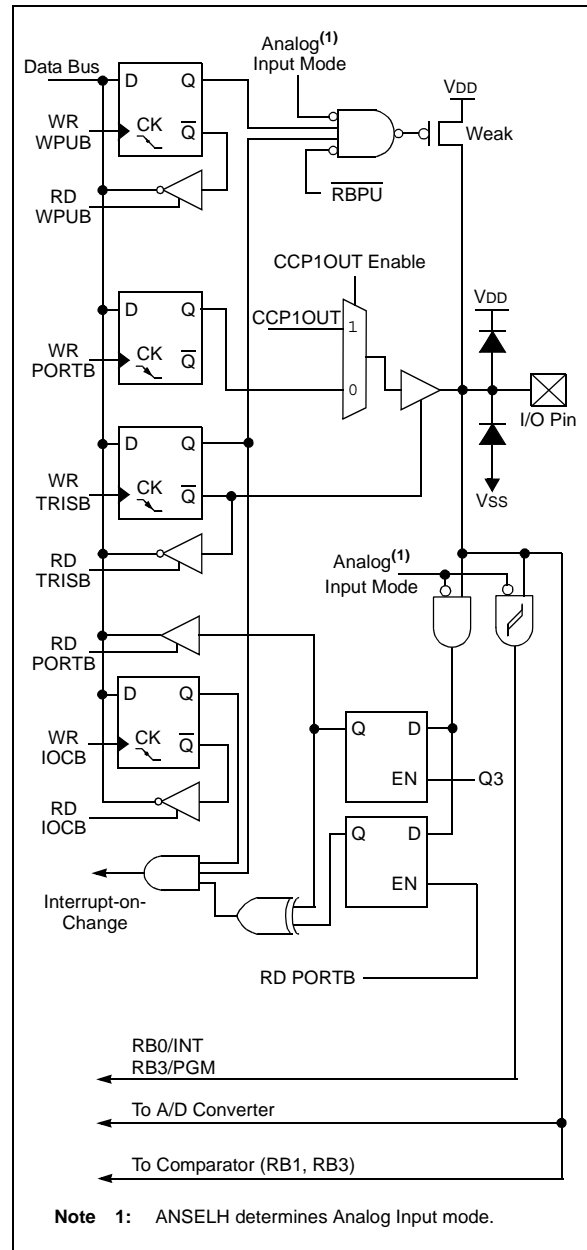 Analog(1)
Input Mode
Data Bus
D Q
WR
WPUB
CK
Q
VDD
Weak
RD
WPUB
RBPU
CCP1OUT Enable
VDD
D Q
CCP1OUT
1
WR
PORTB
CK
Q
0
I/O Pin
D Q
WR
TRISB
CK
Q
VSS
RD
TRISB
Analog(1)
Input Mode
RD
PORTB
D Q
Q D
WR
IOCB
CK
Q
EN
Q3
RD
IOCB
Q D
EN
Interrupt-on-
Change
RD PORTB
RB0/INT
RB3/PGM
To A/D Converter
To Comparator (RB1, RB3)
Note 1: ANSELH determines Analog Input mode.